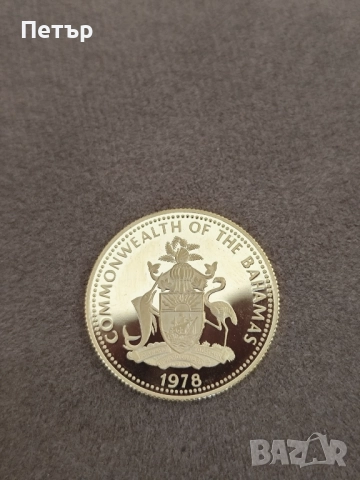 Петър
COMMONWEALTH OF THE BAHAMAS
1978
BAZAR